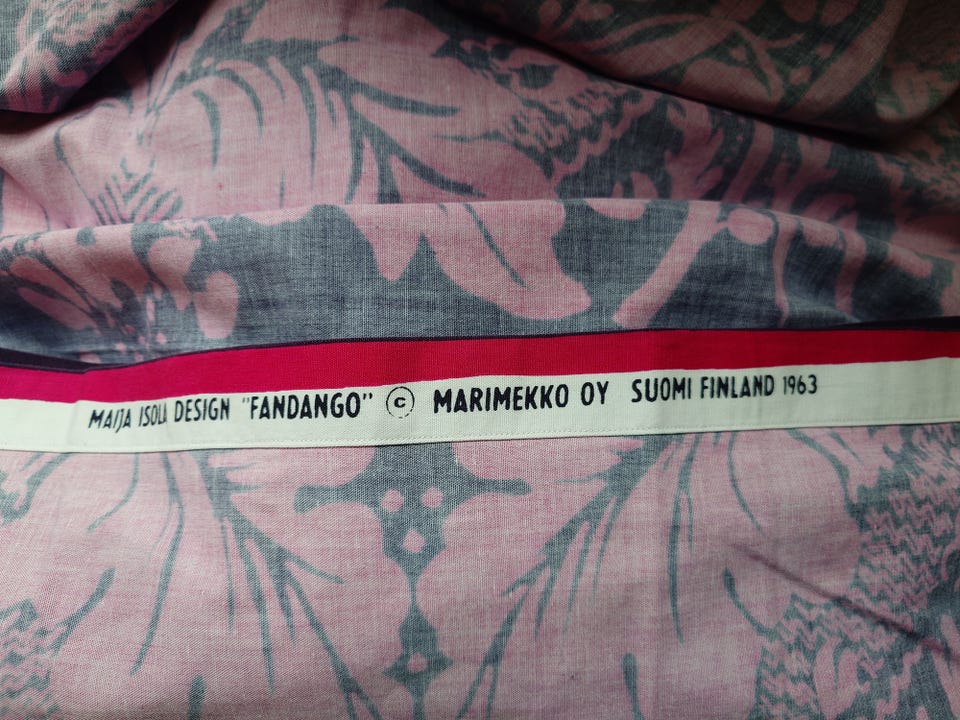 MAIJA ISOLA DESIGN "FANDANGO" © MARIMEKKO OY SUOMI FINLAND 1963